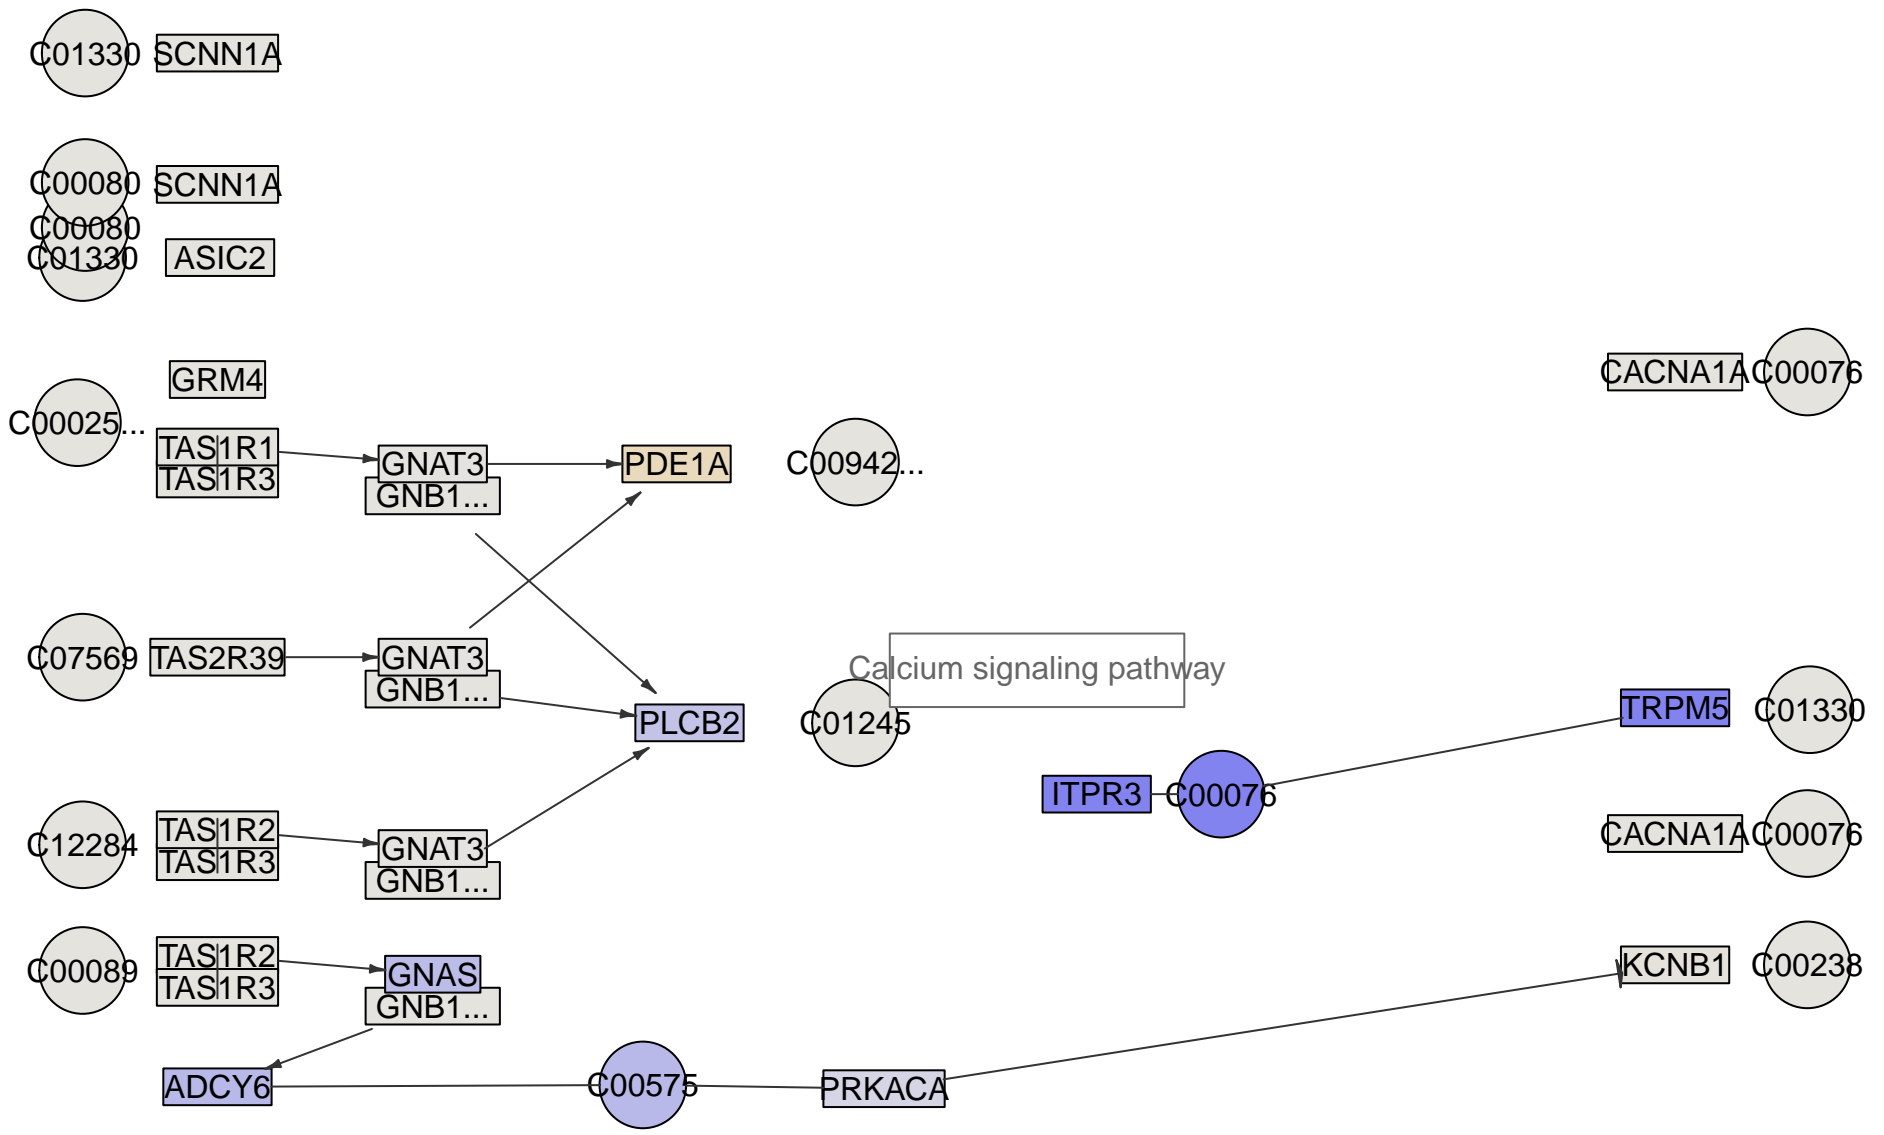 C01330 SCNN1A
C00080 SCNN1A
C00080
C01330 ASIC2
GRM4
CACNA1A C00076
C00025...
TAS1R1
TAS1R3
GNAT3
GNB1...
PDE1A
C00942...
C07569 TAS2R39 GNAT3
GNB1...
Calcium signaling pathway
PLCB2
C01245
TRPM5 C01330
ITPR3 C00076
C12284
TAS1R2
TAS1R3
GNAT3
GNB1...
CACNA1A C00076
C00089
TAS1R2
TAS1R3
GNAS
GNB1...
KCNB1 C00238
ADCY6 C00575 PRKACA